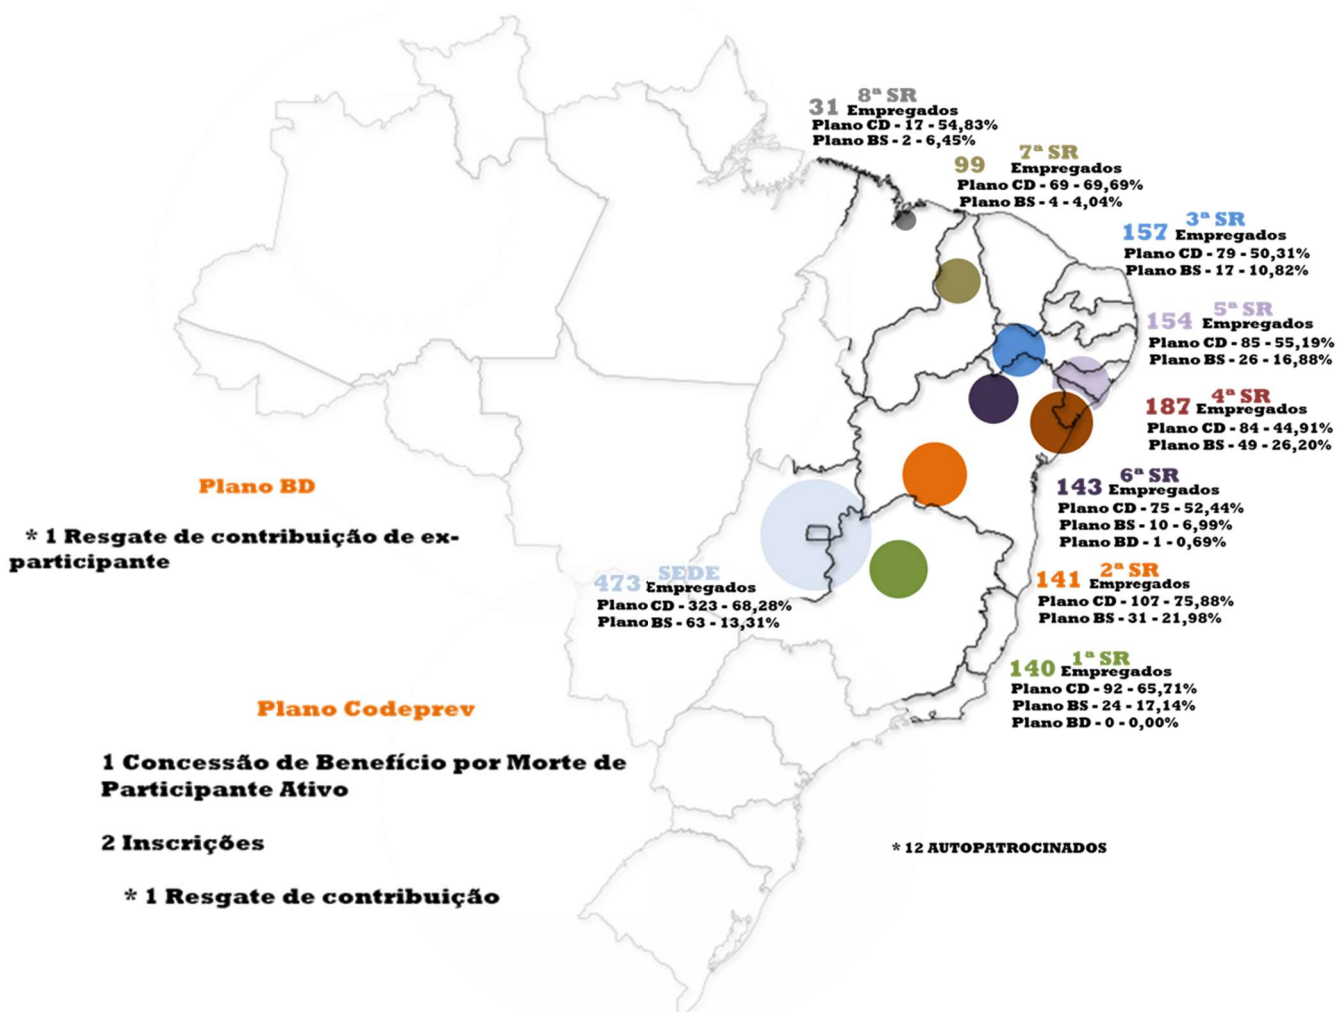 8ª SR
31 Empregados
Plano CD - 17 - 54,83%
Plano BS - 2 - 6,45%
7ª SR
99 Empregados
Plano CD - 69 - 69,69%
Plano BS - 4 - 4,04%
3ª SR
157 Empregados
Plano CD - 79 - 50,31%
Plano BS - 17 - 10,82%
5ª SR
154 Empregados
Plano CD - 85 - 55,19%
Plano BS - 26 - 16,88%
4ª SR
187 Empregados
Plano CD - 84 - 44,91%
Plano BS - 49 - 26,20%
6ª SR
143 Empregados
Plano CD - 75 - 52,44%
Plano BS - 10 - 6,99%
Plano BD - 1 - 0,69%
2ª SR
141 Empregados
Plano CD - 107 - 75,88%
Plano BS - 31 - 21,98%
1ª SR
140 Empregados
Plano CD - 92 - 65,71%
Plano BS - 24 - 17,14%
Plano BD - 0 - 0,00%
SEDE
473 Empregados
Plano CD - 323 - 68,28%
Plano BS - 63 - 13,31%
Plano BD
* 1 Resgate de contribuição de ex-
participante
Plano Codeprev
1 Concessão de Benefício por Morte de
Participante Ativo
2 Inscrições
* 1 Resgate de contribuição
* 12 AUTOPATROCINADOS